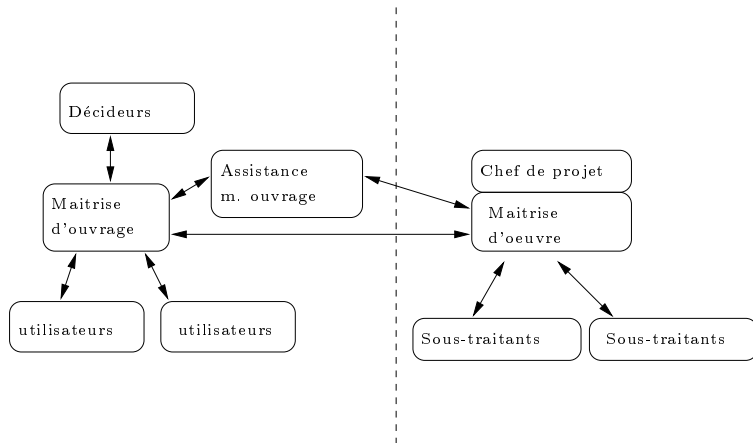 Décideurs
Assistance
m. ouvrage
Chef de projet
Maitrise
d'ouvrage
Maitrise
d'oeuvre
utilisateurs
utilisateurs
Sous-traitants
Sous-traitants